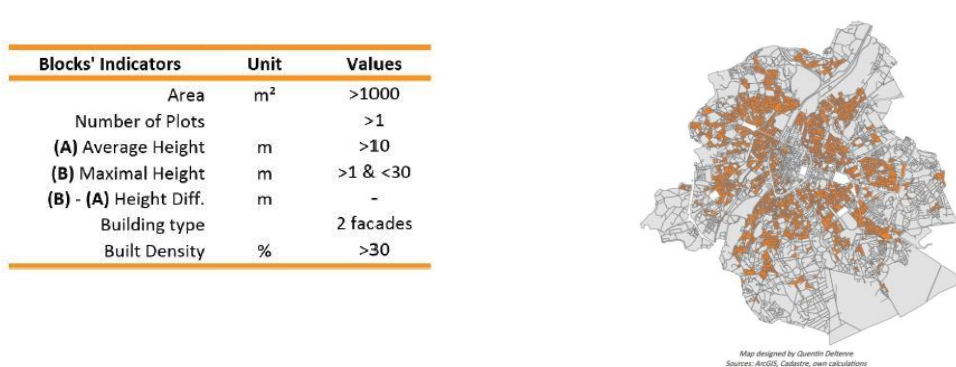 Blocks' Indicators Unit Values
Area m² >1000
Number of Plots >1
(A) Average Height m >10
(B) Maximal Height m >1 & <30
(B) - (A) Height Diff. m -
Building type 2 facades
Built Density % >30
Map designed by Quentin Deltenre
Sources: ArcGIS, Cadastre, own calculations